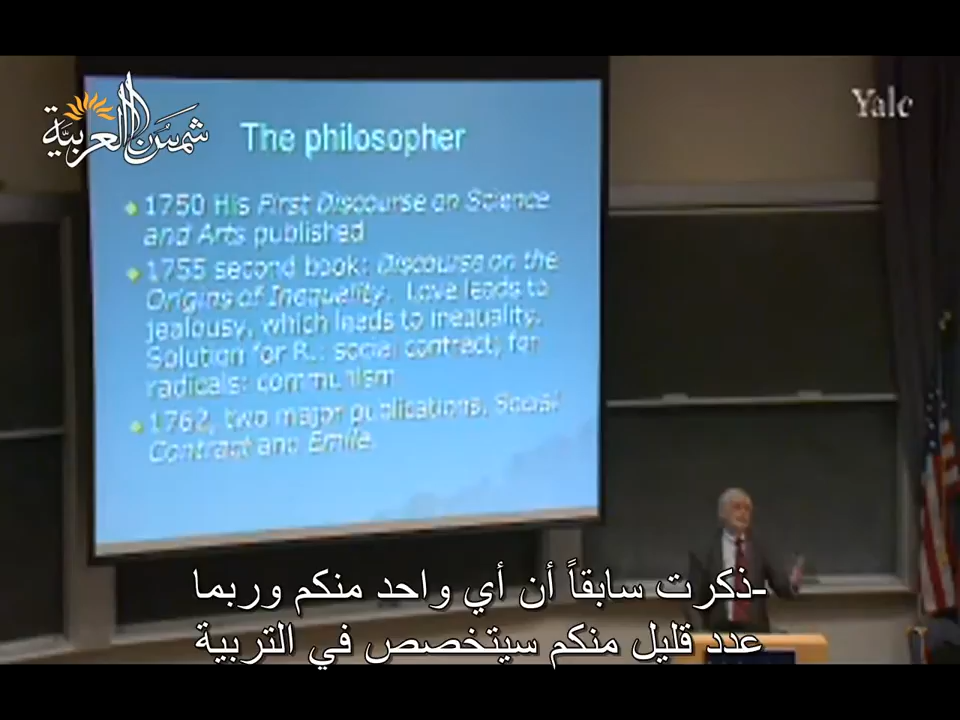 شمس العربية
Yale
The philosopher
1750 His First Discourse on Science
and Arts published
1755 second book: Discourse on the
Origins of Inequality. Love leads to
jealousy, which leads to inequality.
Solution for R.: social contract; for
radicals: communism
1762, two major publications, Social
Contract and Emile
-ذكرت سابقاً أن أي واحد منكم وربما
عدد قليل منكم سيتخصص في التربية